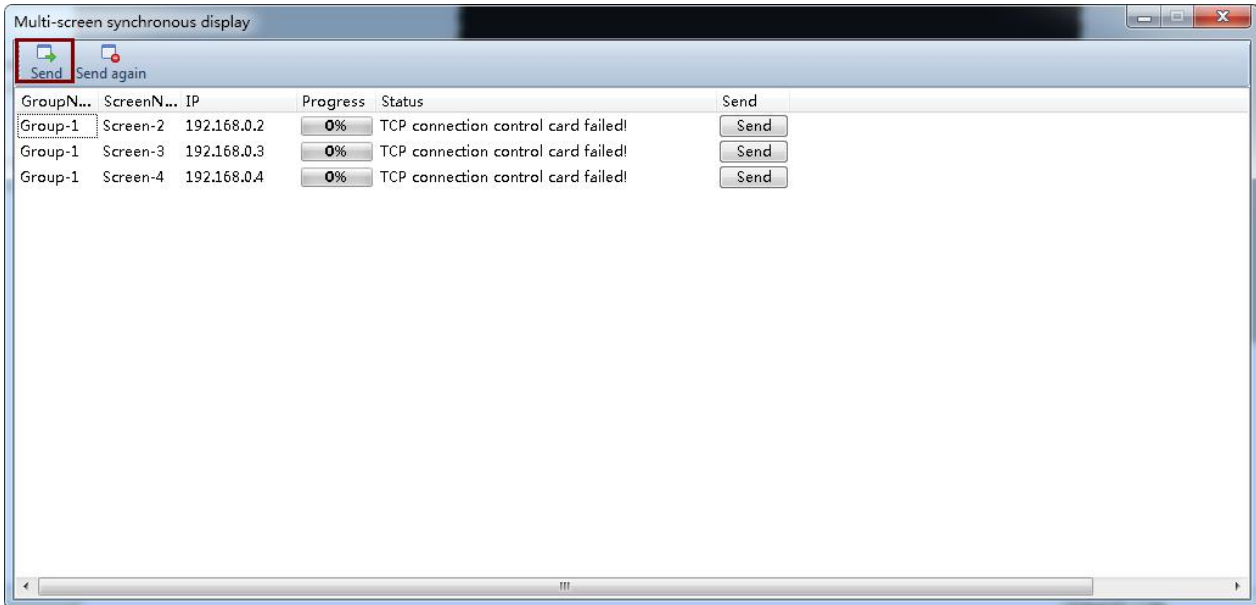 Multi-screen synchronous display
Send Send again
GroupN... ScreenN... IP Progress Status Send
Group-1 Screen-2 192.168.0.2 0% TCP connection control card failed! Send
Group-1 Screen-3 192.168.0.3 0% TCP connection control card failed! Send
Group-1 Screen-4 192.168.0.4 0% TCP connection control card failed! Send